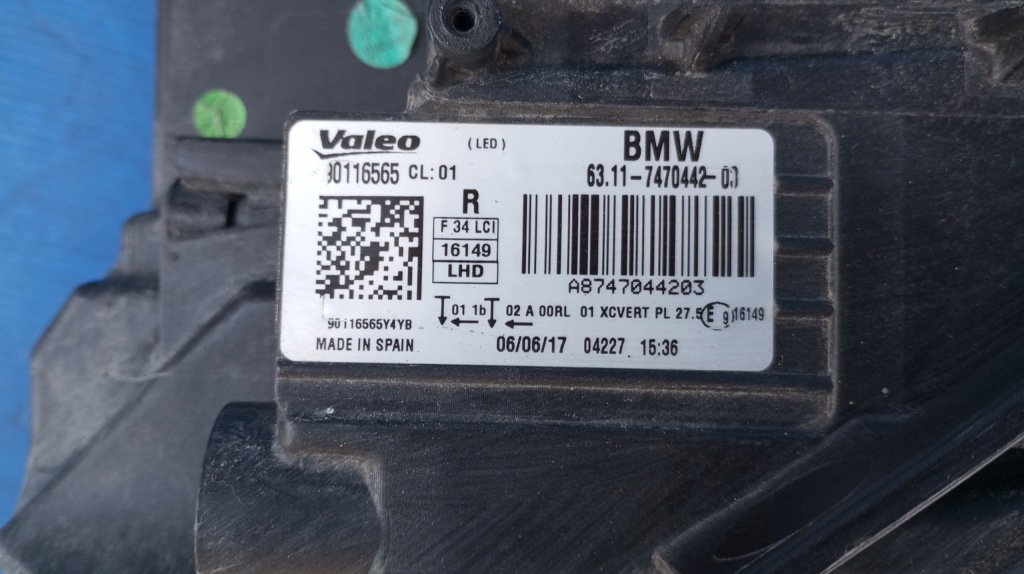 Valeo (LED) BMW
90116565 CL: 01 63.11-7470442-
R
F 34 LCI
16149
LHD
A8747044203
01 1b 02 A 00RL 01 XCVERT PL 27.5 E 9 16149
90116565Y4YB
MADE IN SPAIN 06/06/17 04227 15:36